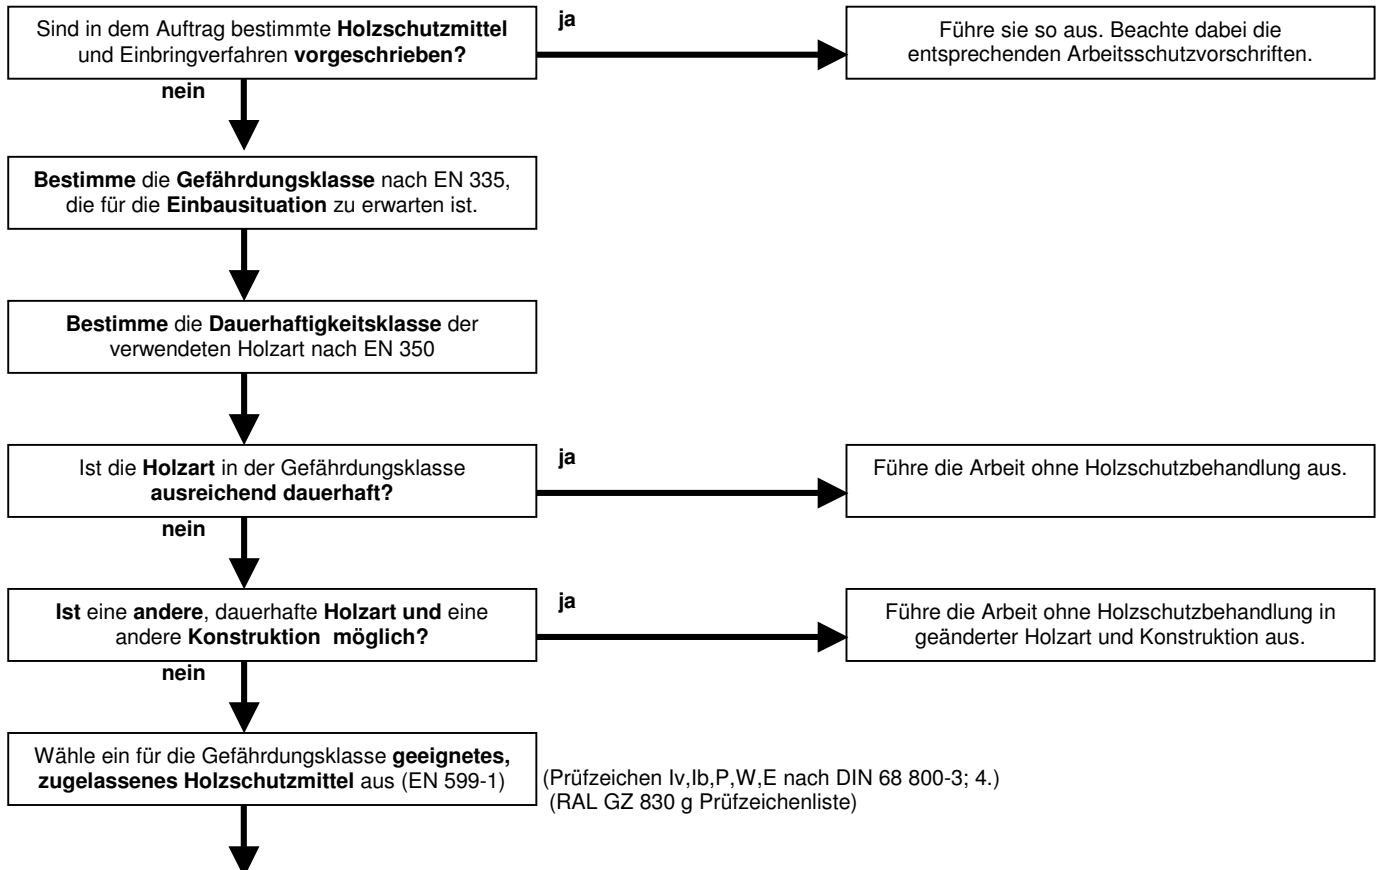 Sind in dem Auftrag bestimmte Holzschutzmittel
und Einbringverfahren vorgeschrieben?
ja
Führe sie so aus. Beachte dabei die
entsprechenden Arbeitsschutzvorschriften.
nein
Bestimme die Gefährdungsklasse nach EN 335,
die für die Einbausituation zu erwarten ist.
Bestimme die Dauerhaftigkeitsklasse der
verwendeten Holzart nach EN 350
Ist die Holzart in der Gefährdungsklasse
ausreichend dauerhaft?
ja
Führe die Arbeit ohne Holzschutzbehandlung aus.
nein
Ist eine andere, dauerhafte Holzart und eine
andere Konstruktion möglich?
ja
Führe die Arbeit ohne Holzschutzbehandlung in
geänderter Holzart und Konstruktion aus.
nein
Wähle ein für die Gefährdungsklasse geeignetes,
zugelassenes Holzschutzmittel aus (EN 599-1)
(Prüfzeichen Iv,Ib,P,W,E nach DIN 68 800-3; 4.)
(RAL GZ 830 g Prüfzeichenliste)